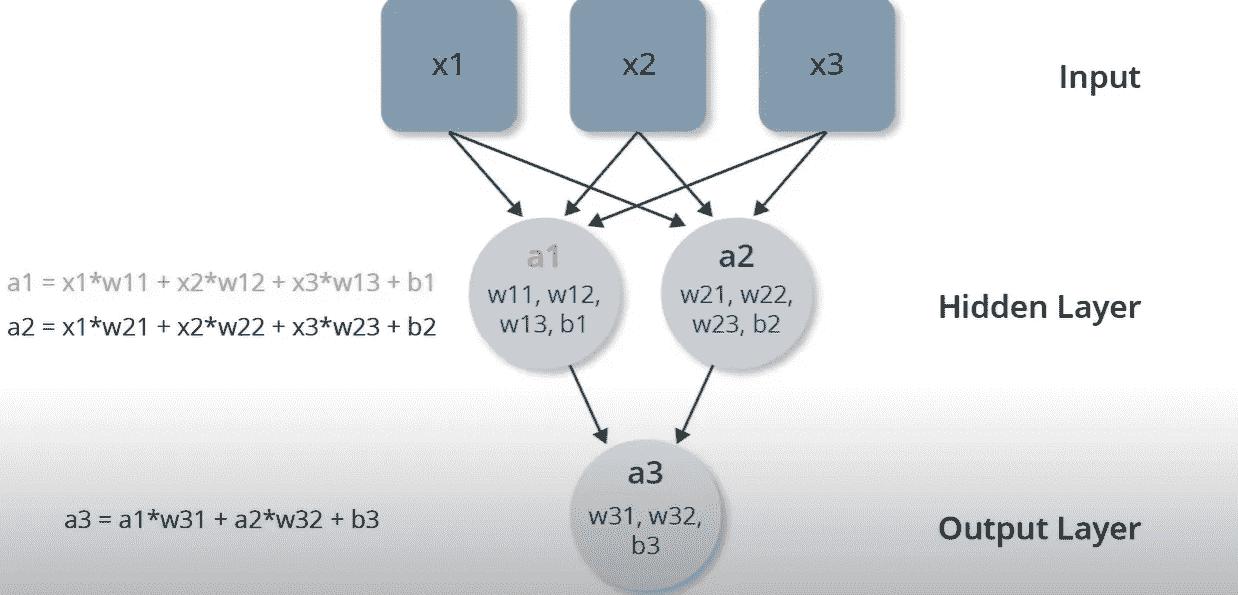 x1
x2
x3
Input
a1
w11, w12,
w13, b1
a2
w21, w22,
w23, b2
Hidden Layer
a1 = x1*w11 + x2*w12 + x3*w13 + b1
a2 = x1*w21 + x2*w22 + x3*w23 + b2
a3
w31, w32,
b3
Output Layer
a3 = a1*w31 + a2*w32 + b3